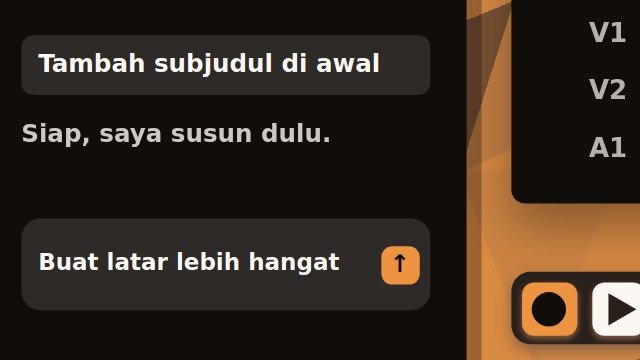 Tambah subjudul di awal
Siap, saya susun dulu.
Buat latar lebih hangat
↑
V1
V2
A1